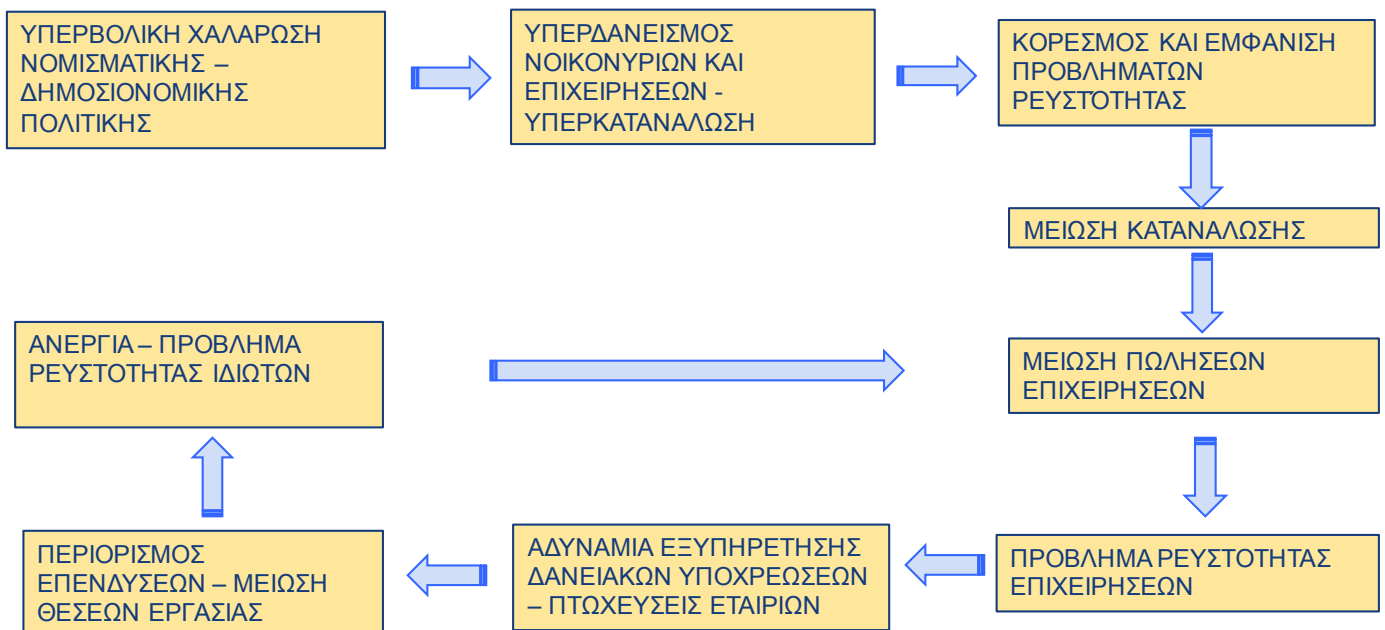 ΥΠΕΡΒΟΛΙΚΗ ΧΑΛΑΡΩΣΗ
ΝΟΜΙΣΜΑΤΙΚΗΣ –
ΔΗΜΟΣΙΟΝΟΜΙΚΗΣ
ΠΟΛΙΤΙΚΗΣ
ΥΠΕΡΔΑΝΕΙΣΜΟΣ
ΝΟΙΚΟΝΥΡΙΩΝ ΚΑΙ
ΕΠΙΧΕΙΡΗΣΕΩΝ -
ΥΠΕΡΚΑΤΑΝΑΛΩΣΗ
ΚΟΡΕΣΜΟΣ ΚΑΙ ΕΜΦΑΝΙΣΗ
ΠΡΟΒΛΗΜΑΤΩΝ
ΡΕΥΣΤΌΤΗΤΑΣ
ΜΕΙΩΣΗ ΚΑΤΑΝΑΛΩΣΗΣ
ΜΕΙΩΣΗ ΠΩΛΗΣΕΩΝ
ΕΠΙΧΕΙΡΗΣΕΩΝ
ΠΡΟΒΛΗΜΑ ΡΕΥΣΤΟΤΗΤΑΣ
ΕΠΙΧΕΙΡΗΣΕΩΝ
ΑΔΥΝΑΜΙΑ ΕΞΥΠΗΡΕΤΗΣΗΣ
ΔΑΝΕΙΑΚΩΝ ΥΠΟΧΡΕΩΣΕΩΝ
– ΠΤΩΧΕΥΣΕΙΣ ΕΤΑΙΡΙΩΝ
ΠΕΡΙΟΡΙΣΜΟΣ
ΕΠΕΝΔΥΣΕΩΝ – ΜΕΙΩΣΗ
ΘΕΣΕΩΝ ΕΡΓΑΣΙΑΣ
ΑΝΕΡΓΙΑ – ΠΡΟΒΛΗΜΑ
ΡΕΥΣΤΟΤΗΤΑΣ ΙΔΙΩΤΩΝ